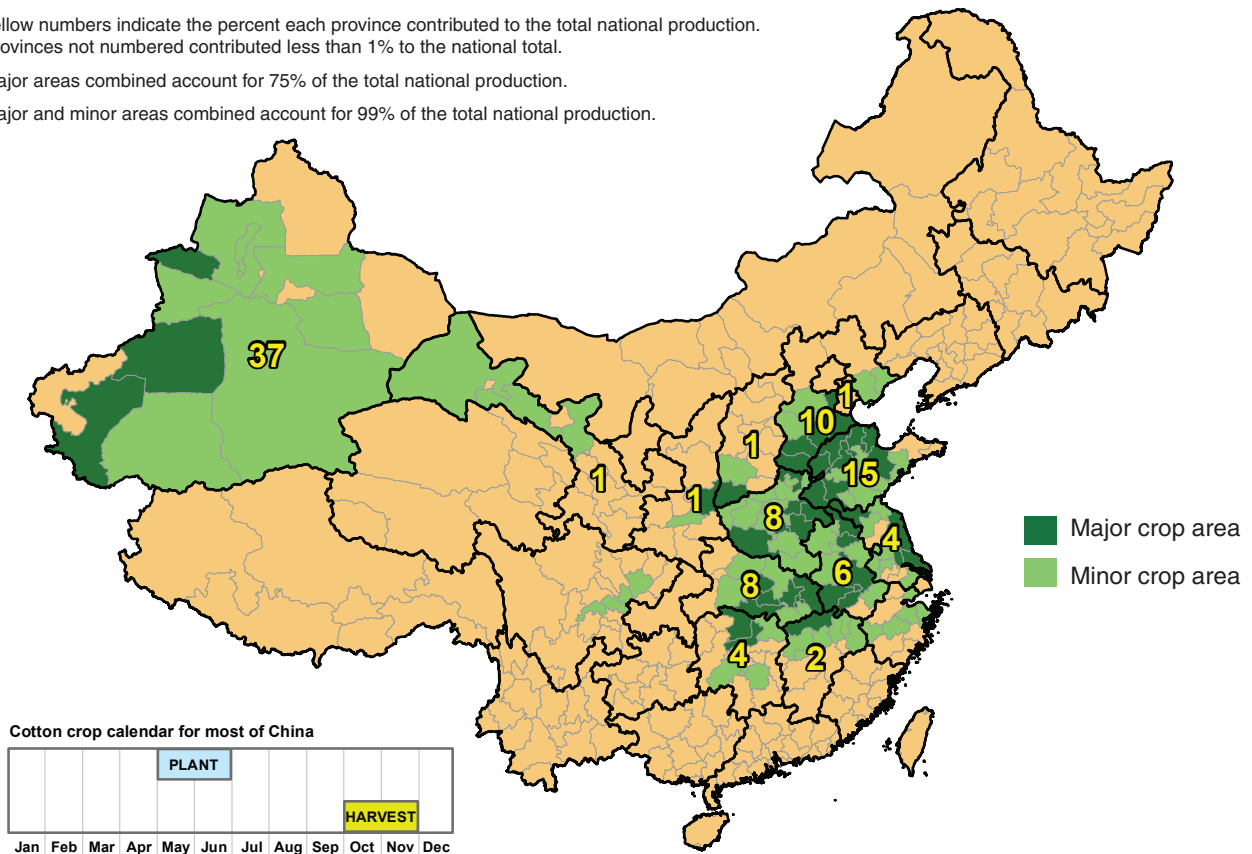 ellow numbers indicate the percent each province contributed to the total national production.
rovinces not numbered contributed less than 1% to the national total.
ajor areas combined account for 75% of the total national production.
ajor and minor areas combined account for 99% of the total national production.
37
1
10
1
15
1
1
8
4
6
8
4
2
Major crop area
Minor crop area
Cotton crop calendar for most of China
PLANT
HARVEST
Jan Feb Mar Apr May Jun Jul Aug Sep Oct Nov Dec